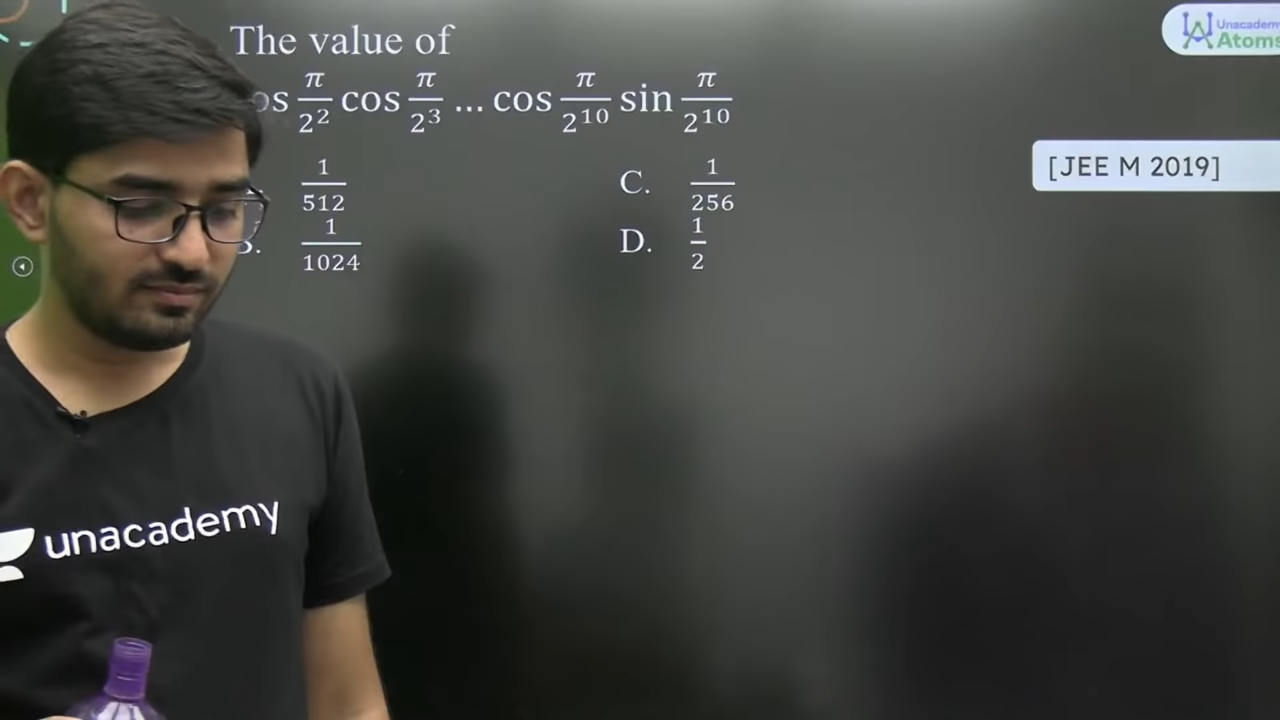 The value of
os π/2² cos π/2³ ... cos π/2¹⁰ sin π/2¹⁰
1/512
C. 1/256
B. 1/1024
D. 1/2
[JEE M 2019]
Unacademy
Atoms
unacademy